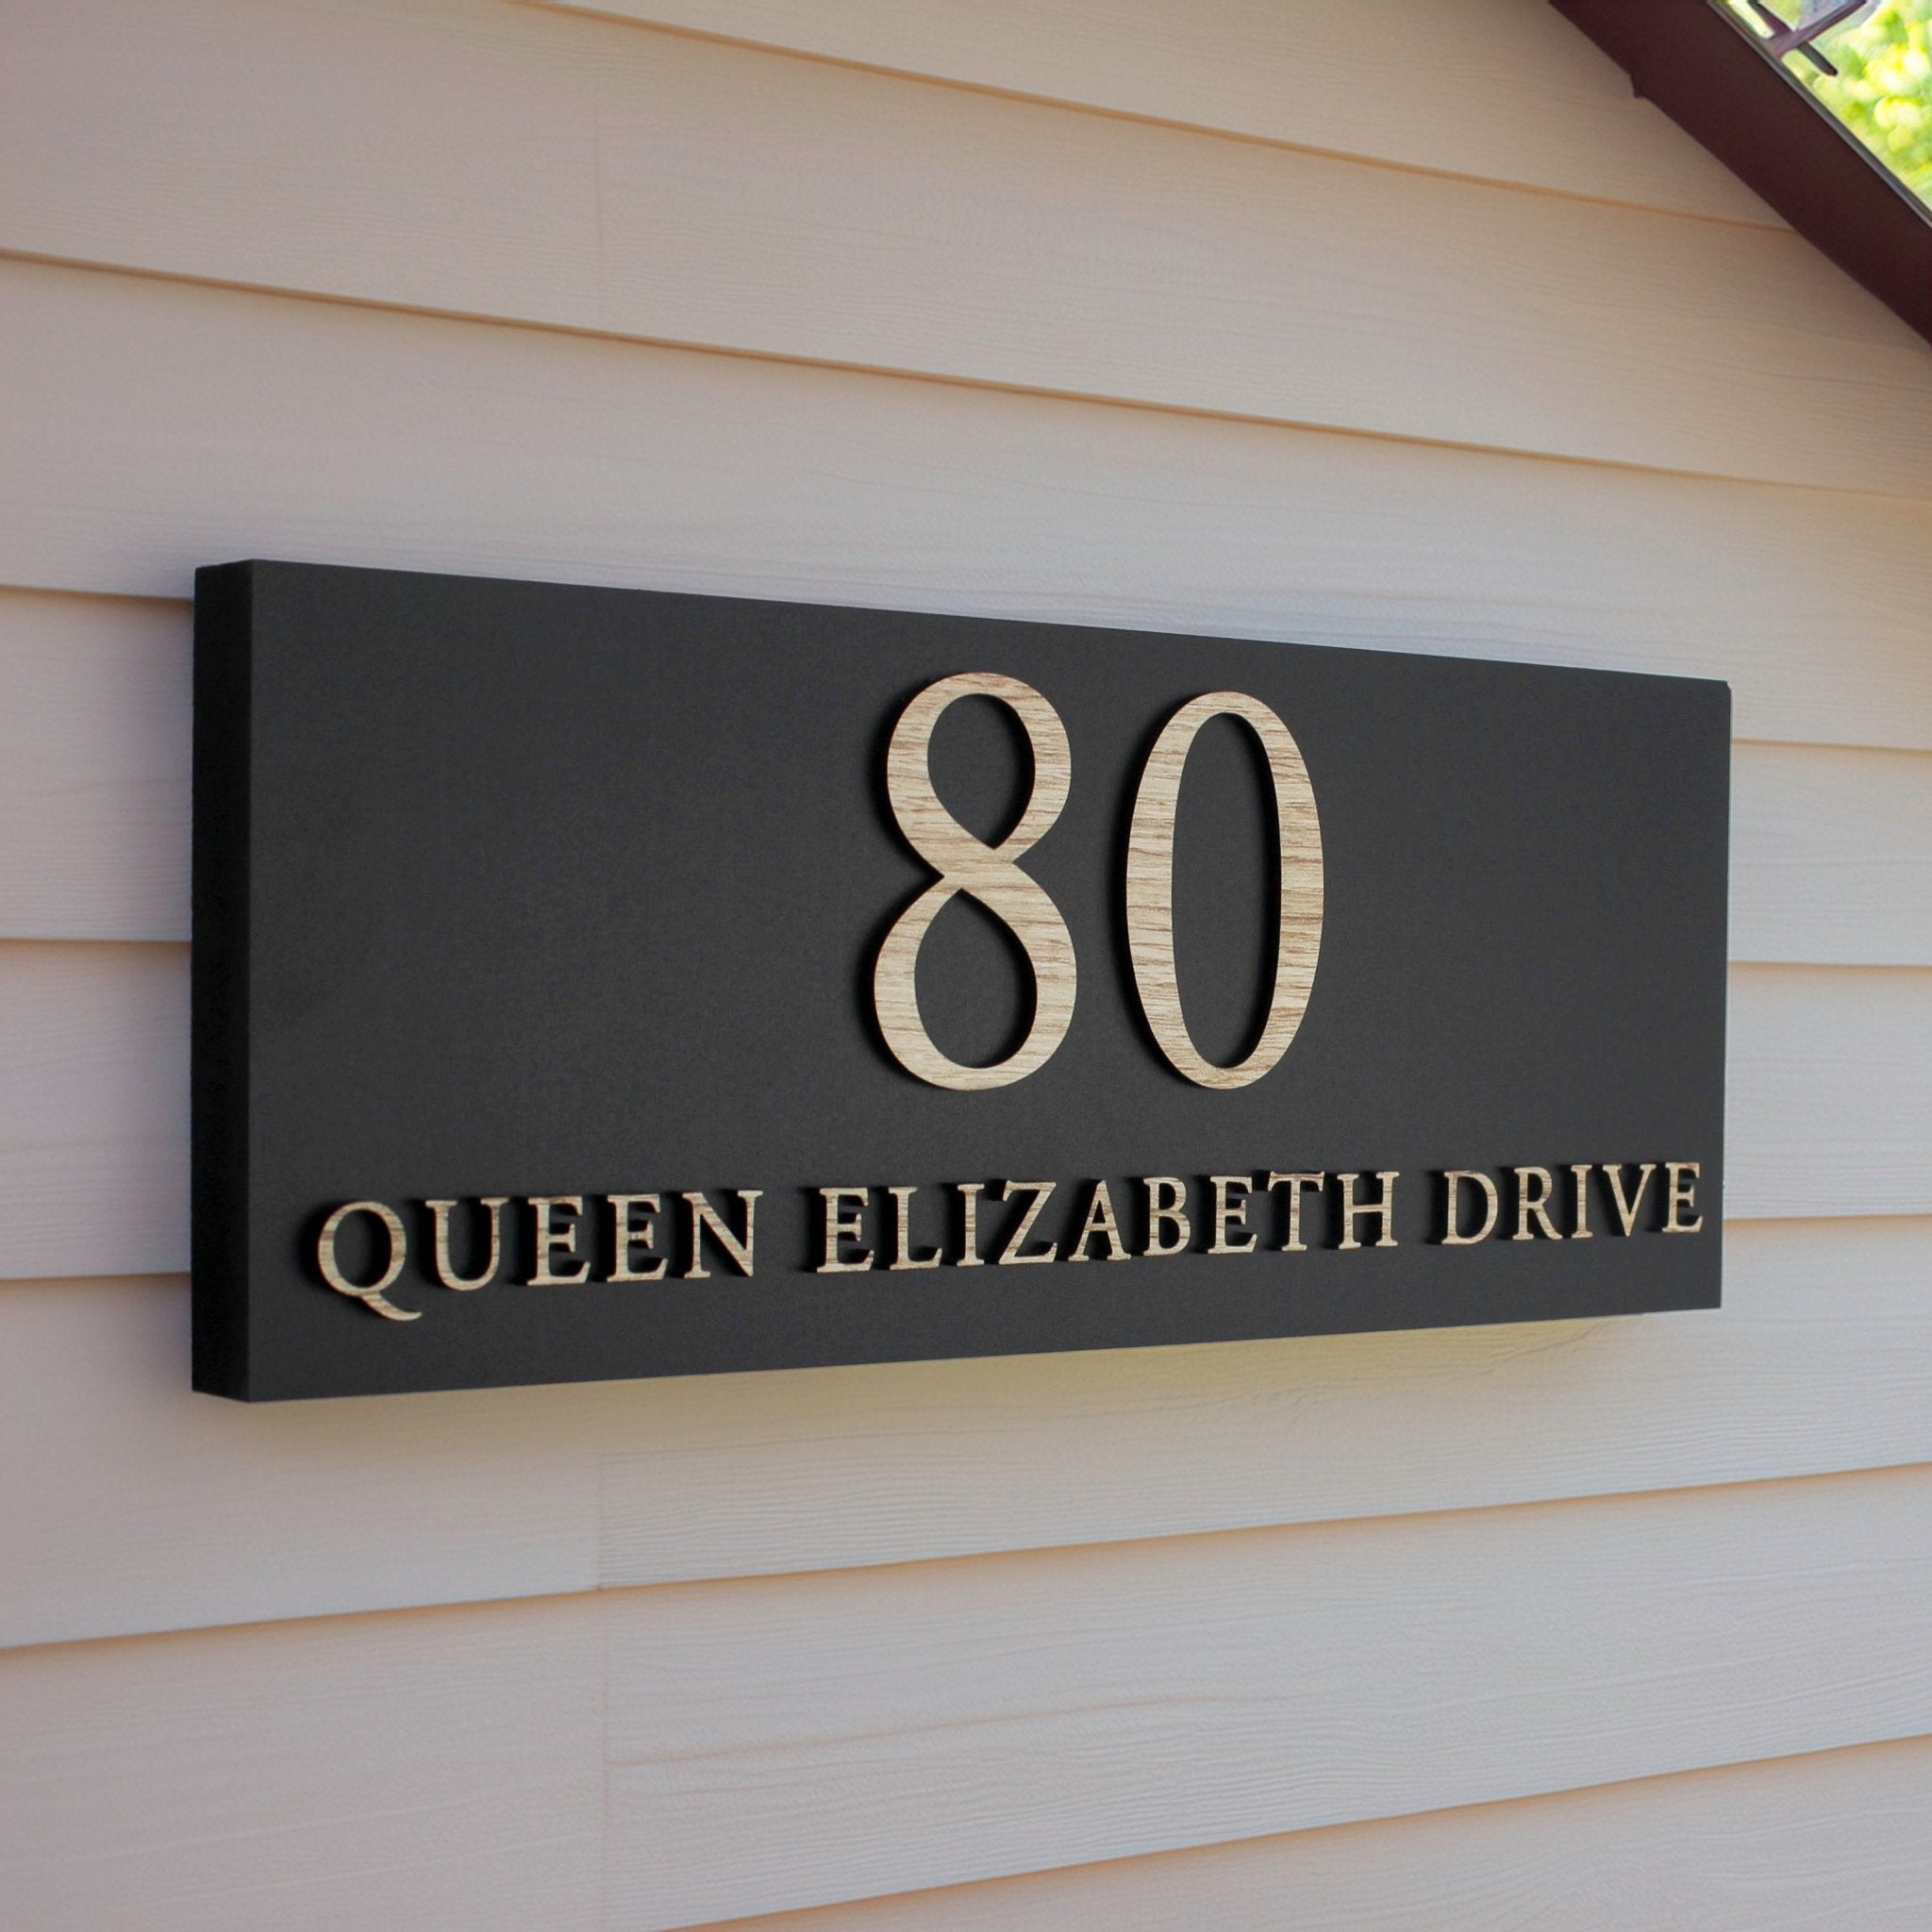 80
QUEEN ELIZABETH DRIVE